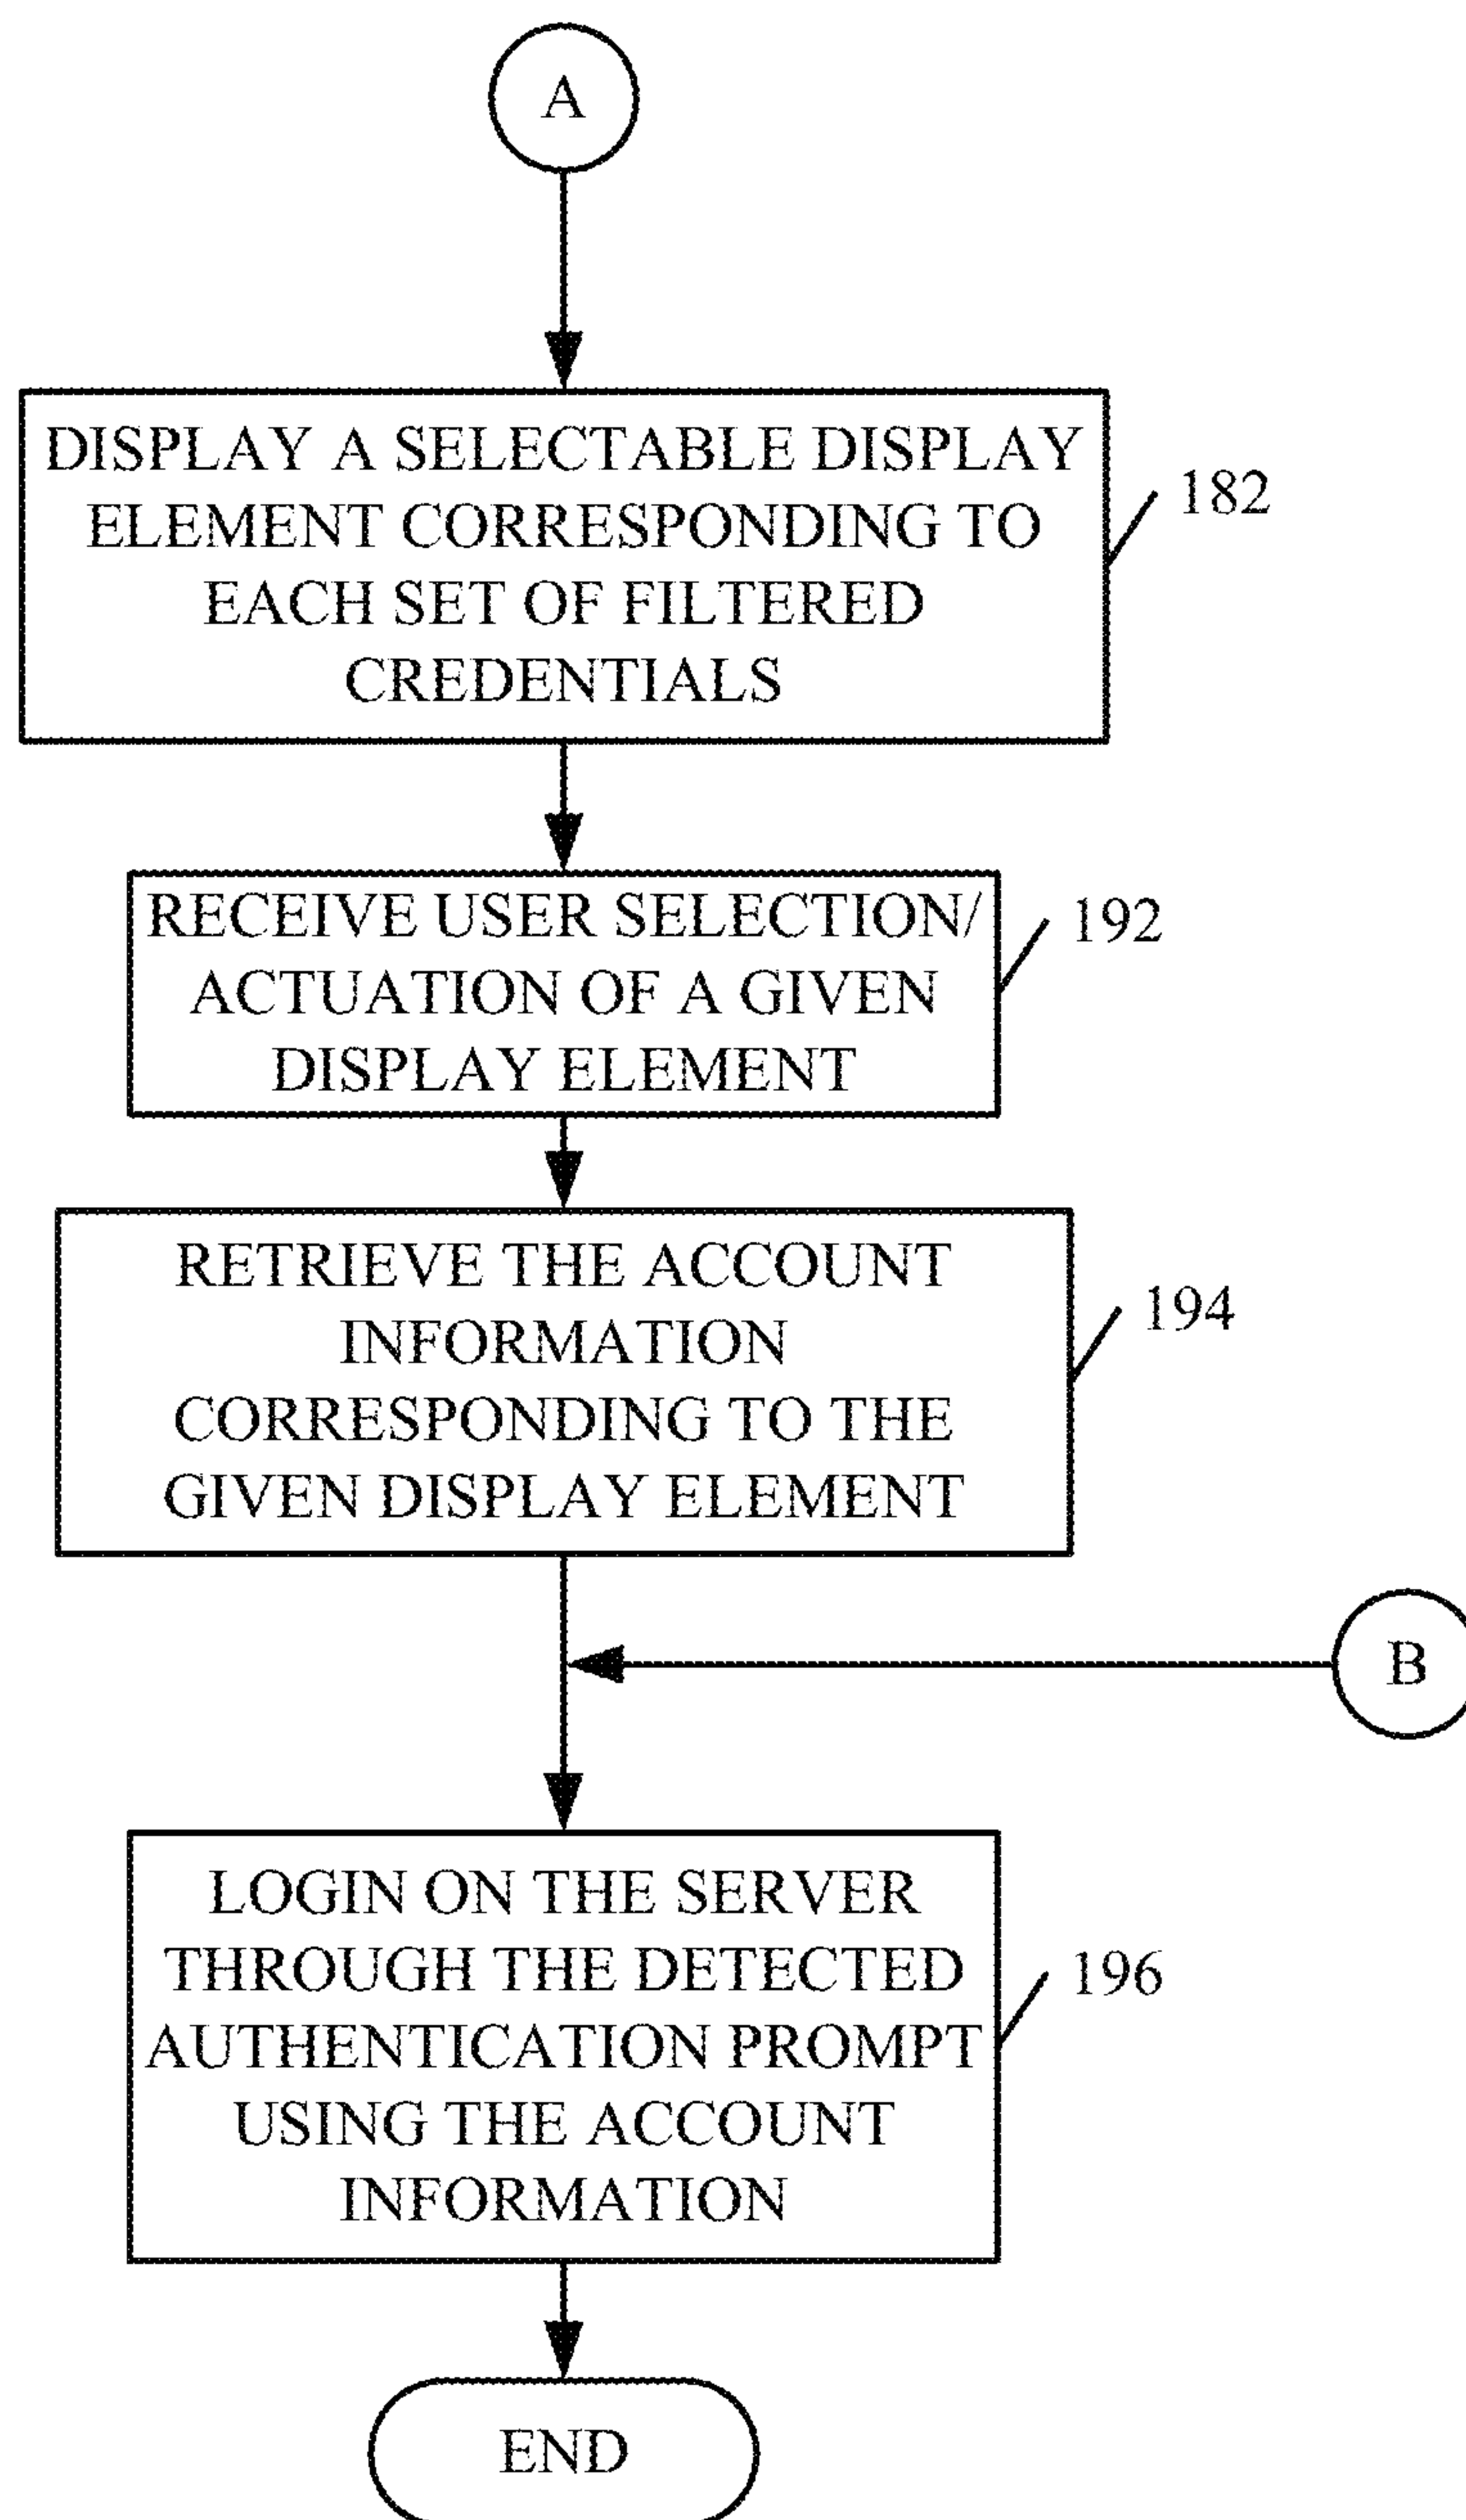 A
DISPLAY A SELECTABLE DISPLAY
ELEMENT CORRESPONDING TO
EACH SET OF FILTERED
CREDENTIALS
182
RECEIVE USER SELECTION/
ACTUATION OF A GIVEN
DISPLAY ELEMENT
192
RETRIEVE THE ACCOUNT
INFORMATION
CORRESPONDING TO THE
GIVEN DISPLAY ELEMENT
194
B
LOGIN ON THE SERVER
THROUGH THE DETECTED
AUTHENTICATION PROMPT
USING THE ACCOUNT
INFORMATION
196
END